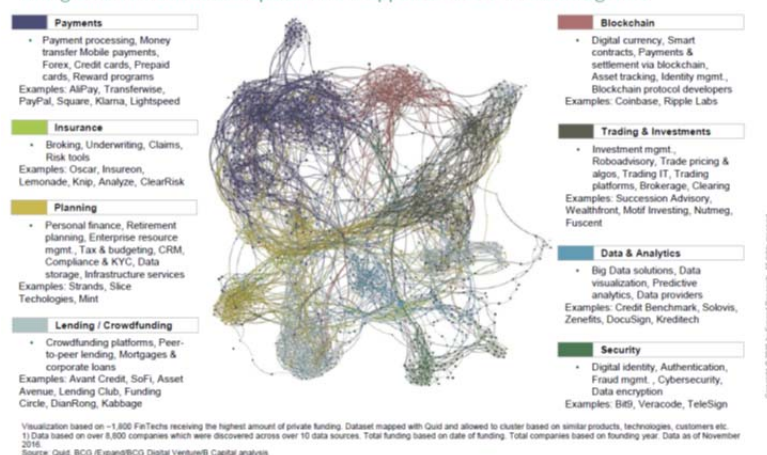 Payments
• Payment processing, Money
transfer Mobile payments,
Forex, Credit cards, Prepaid
cards, Reward programs
Examples: AliPay, Transferwise,
PayPal, Square, Klarna, Lightspeed
Insurance
• Broking, Underwriting, Claims,
Risk tools
Examples: Oscar, Insureon,
Lemonade, Knip, Analyze, ClearRisk
Planning
• Personal finance, Retirement
planning, Enterprise resource
mgmt., Tax & budgeting, CRM,
Compliance & KYC, Data
storage, Infrastructure services
Examples: Strands, Slice
Techologies, Mint
Lending / Crowdfunding
• Crowdfunding platforms, Peer-
to-peer lending, Mortgages &
corporate loans
Examples: Avant Credit, SoFi, Asset
Avenue, Lending Club, Funding
Circle, DianRong, Kabbage
Blockchain
• Digital currency, Smart
contracts, Payments &
settlement via blockchain,
Asset tracking, Identity mgmt.,
Blockchain protocol developers
Examples: Coinbase, Ripple Labs
Trading & Investments
• Investment mgmt.,
Roboadvisory, Trade pricing &
algos, Trading IT, Trading
platforms, Brokerage, Clearing
Examples: Succession Advisory,
Wealthfront, Motif Investing, Nutmeg,
Fuscent
Data & Analytics
• Big Data solutions, Data
visualization, Predictive
analytics, Data providers
Examples: Credit Benchmark, Solovis,
Zenefits, DocuSign, Kreditech
Security
• Digital identity, Authentication,
Fraud mgmt. , Cybersecurity,
Data encryption
Examples: Bit9, Veracode, TeleSign
Visualization based on ~1,800 FinTechs receiving the highest amount of private funding. Dataset mapped with Quid and allowed to cluster based on similar products, technologies, customers etc.
1) Data based on over 8,800 companies which were discovered across over 10 data sources. Total funding based on date of funding. Total companies based on founding year. Data as of November
2016.
Source: Quid, BCG /Expand/BCG Digital Venture/B Capital analysis